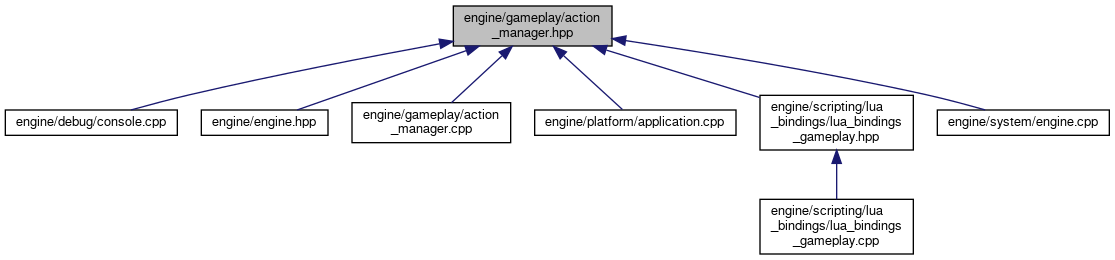 engine/gameplay/action
_manager.hpp
engine/debug/console.cpp
engine/engine.hpp
engine/gameplay/action
_manager.cpp
engine/platform/application.cpp
engine/scripting/lua
_bindings/lua_bindings
_gameplay.hpp
engine/system/engine.cpp
engine/scripting/lua
_bindings/lua_bindings
_gameplay.cpp